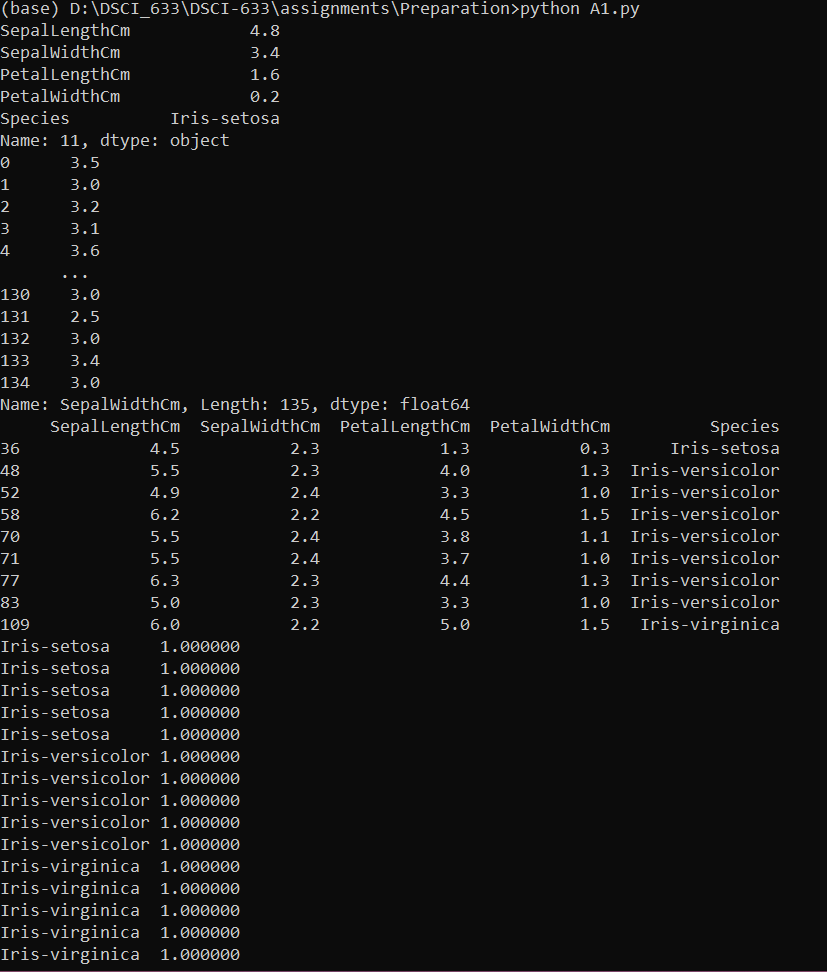 (base) D:\DSCI_633\DSCI-633\assignments\Preparation>python A1.py
SepalLengthCm            4.8
SepalWidthCm             3.4
PetalLengthCm            1.6
PetalWidthCm             0.2
Species          Iris-setosa
Name: 11, dtype: object
0      3.5
1      3.0
2      3.2
3      3.1
4      3.6
      ...
130    3.0
131    2.5
132    3.0
133    3.4
134    3.0
Name: SepalWidthCm, Length: 135, dtype: float64
     SepalLengthCm  SepalWidthCm  PetalLengthCm  PetalWidthCm          Species
36             4.5           2.3            1.3           0.3      Iris-setosa
48             5.5           2.3            4.0           1.3  Iris-versicolor
52             4.9           2.4            3.3           1.0  Iris-versicolor
58             6.2           2.2            4.5           1.5  Iris-versicolor
70             5.5           2.4            3.8           1.1  Iris-versicolor
71             5.5           2.4            3.7           1.0  Iris-versicolor
77             6.3           2.3            4.4           1.3  Iris-versicolor
83             5.0           2.3            3.3           1.0  Iris-versicolor
109            6.0           2.2            5.0           1.5   Iris-virginica
Iris-setosa     1.000000
Iris-setosa     1.000000
Iris-setosa     1.000000
Iris-setosa     1.000000
Iris-setosa     1.000000
Iris-versicolor 1.000000
Iris-versicolor 1.000000
Iris-versicolor 1.000000
Iris-versicolor 1.000000
Iris-versicolor 1.000000
Iris-virginica  1.000000
Iris-virginica  1.000000
Iris-virginica  1.000000
Iris-virginica  1.000000
Iris-virginica  1.000000